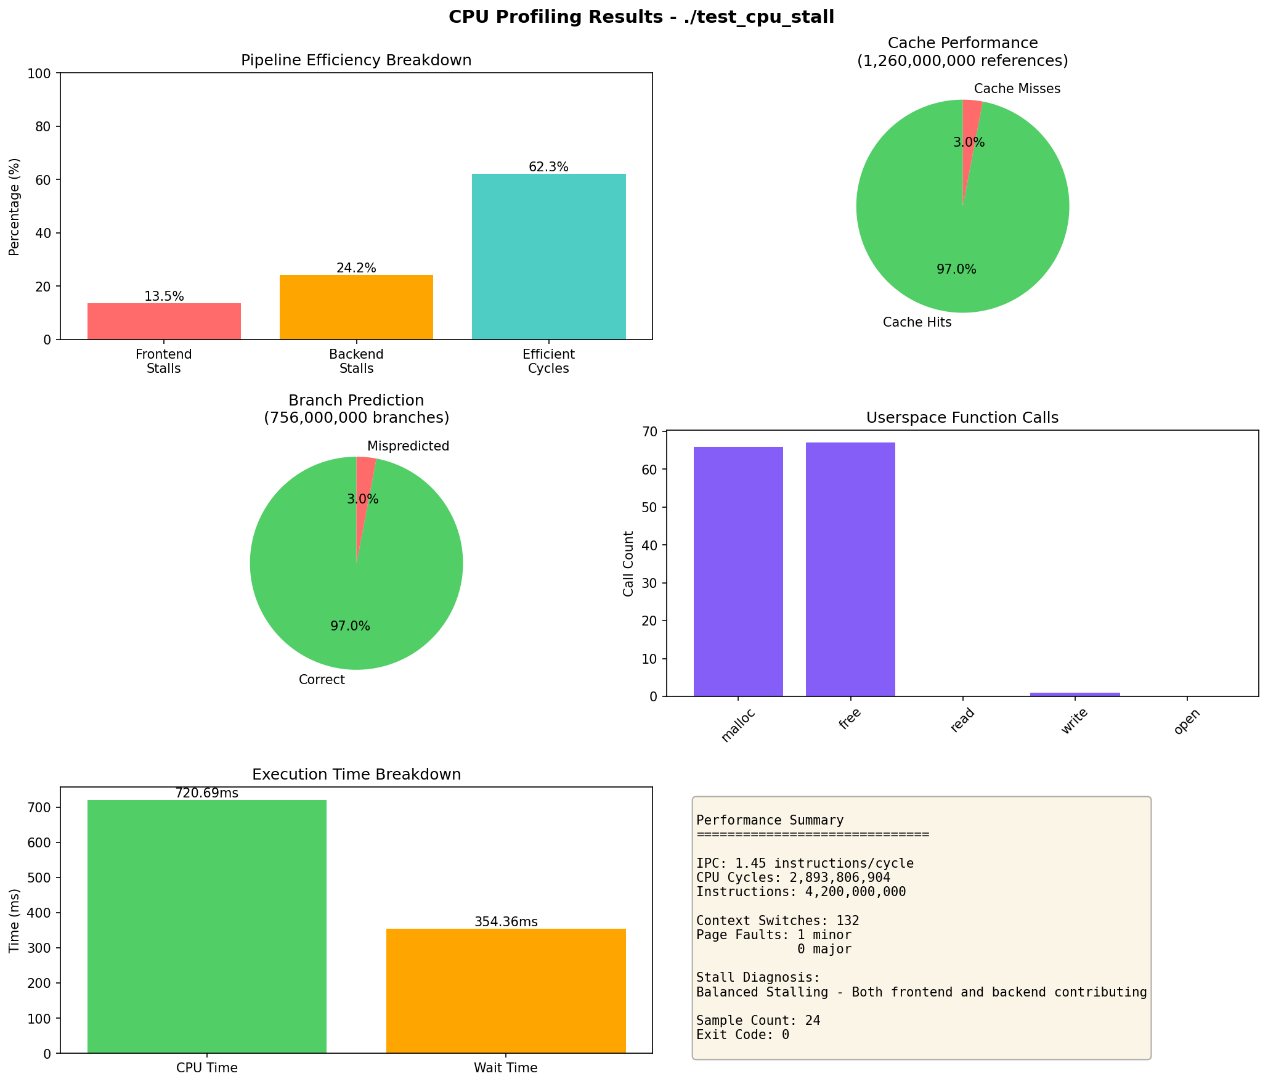 CPU Profiling Results - ./test_cpu_stall
Pipeline Efficiency Breakdown
Percentage (%)
100
80
60
40
20
0
13.5%
24.2%
62.3%
Frontend
Stalls
Backend
Stalls
Efficient
Cycles
Cache Performance
(1,260,000,000 references)
Cache Misses
3.0%
97.0%
Cache Hits
Branch Prediction
(756,000,000 branches)
Mispredicted
3.0%
97.0%
Correct
Userspace Function Calls
Call Count
70
60
50
40
30
20
10
0
malloc
free
read
write
open
Execution Time Breakdown
Time (ms)
700
600
500
400
300
200
100
0
720.69ms
354.36ms
CPU Time
Wait Time
Performance Summary
==============================
IPC: 1.45 instructions/cycle
CPU Cycles: 2,893,806,904
Instructions: 4,200,000,000
Context Switches: 132
Page Faults: 1 minor
0 major
Stall Diagnosis:
Balanced Stalling - Both frontend and backend contributing
Sample Count: 24
Exit Code: 0